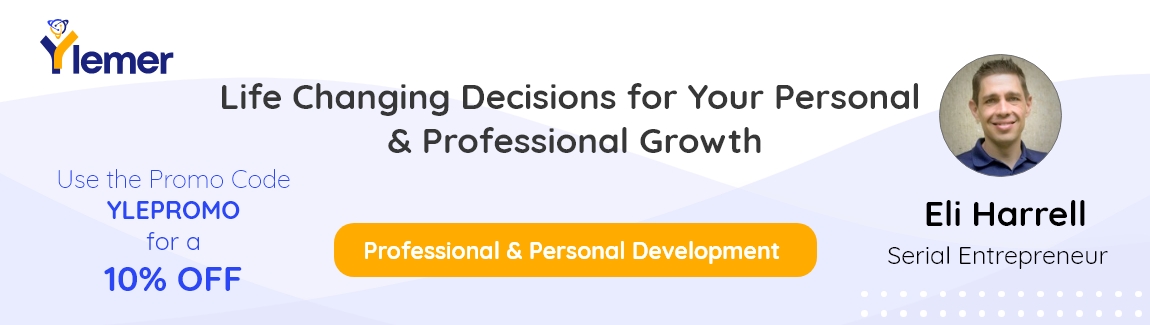 Ylemer
Life Changing Decisions for Your Personal
& Professional Growth
Use the Promo Code
YLEPROMO
for a
10% OFF
Professional & Personal Development
Eli Harrell
Serial Entrepreneur